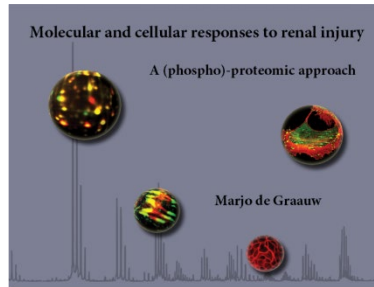 Molecular and cellular responses to renal injury
A (phospho)-proteomic approach
Marjo de Graauw